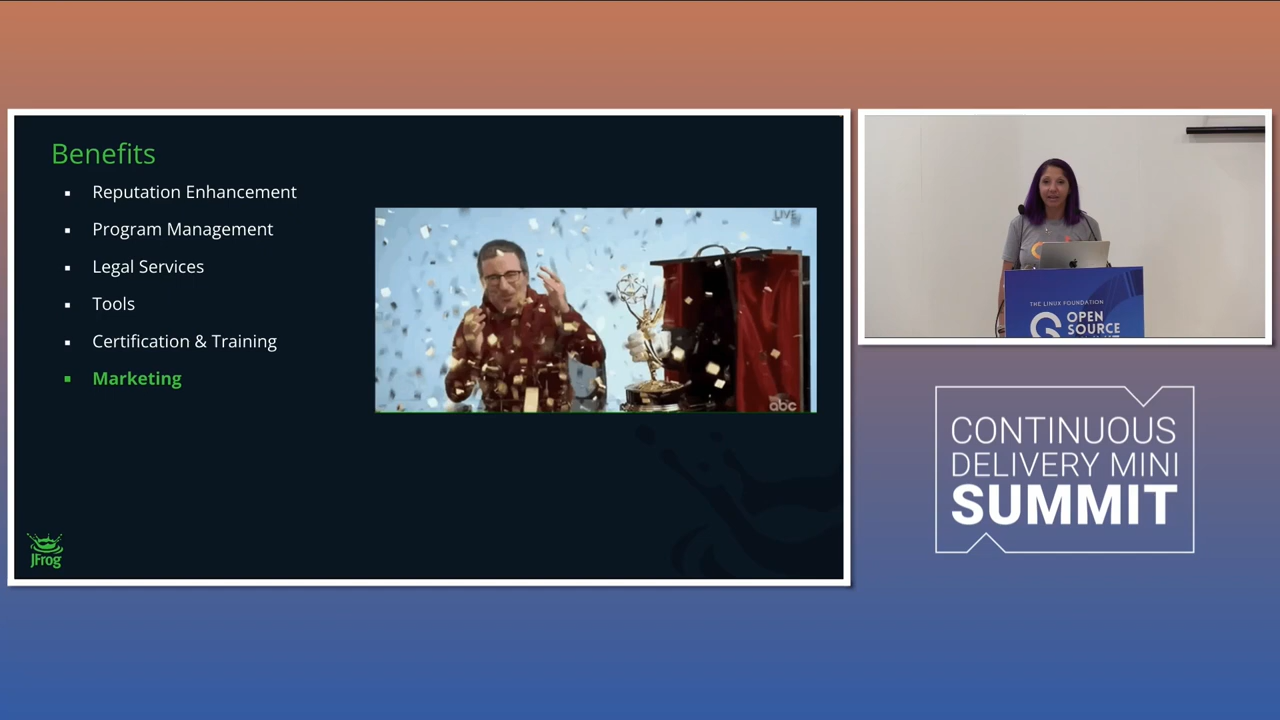 Benefits
Reputation Enhancement
Program Management
Legal Services
Tools
Certification & Training
Marketing
LIVE
abc
JFrog
THE LINUX FOUNDATION
OPEN
SOURCE
CONTINUOUS
DELIVERY MINI
SUMMIT